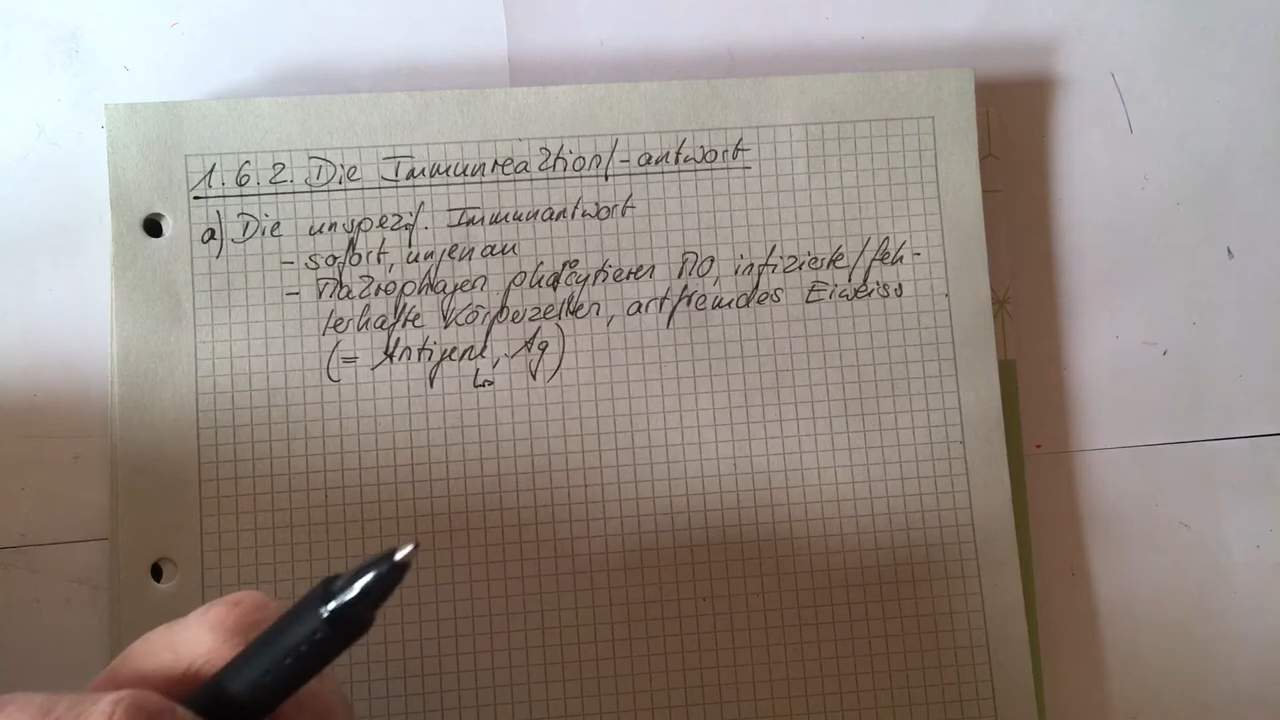 1.6.2. Die Immunreaktion/-antwort
a) Die unspezif. Immunantwort
- sofort, ungenau
- Makrophagen phagocytieren MO, infizierte/feh-
lerhafte Körperzellen, artfremdes Eiweiss
(= Antigene, Ag)